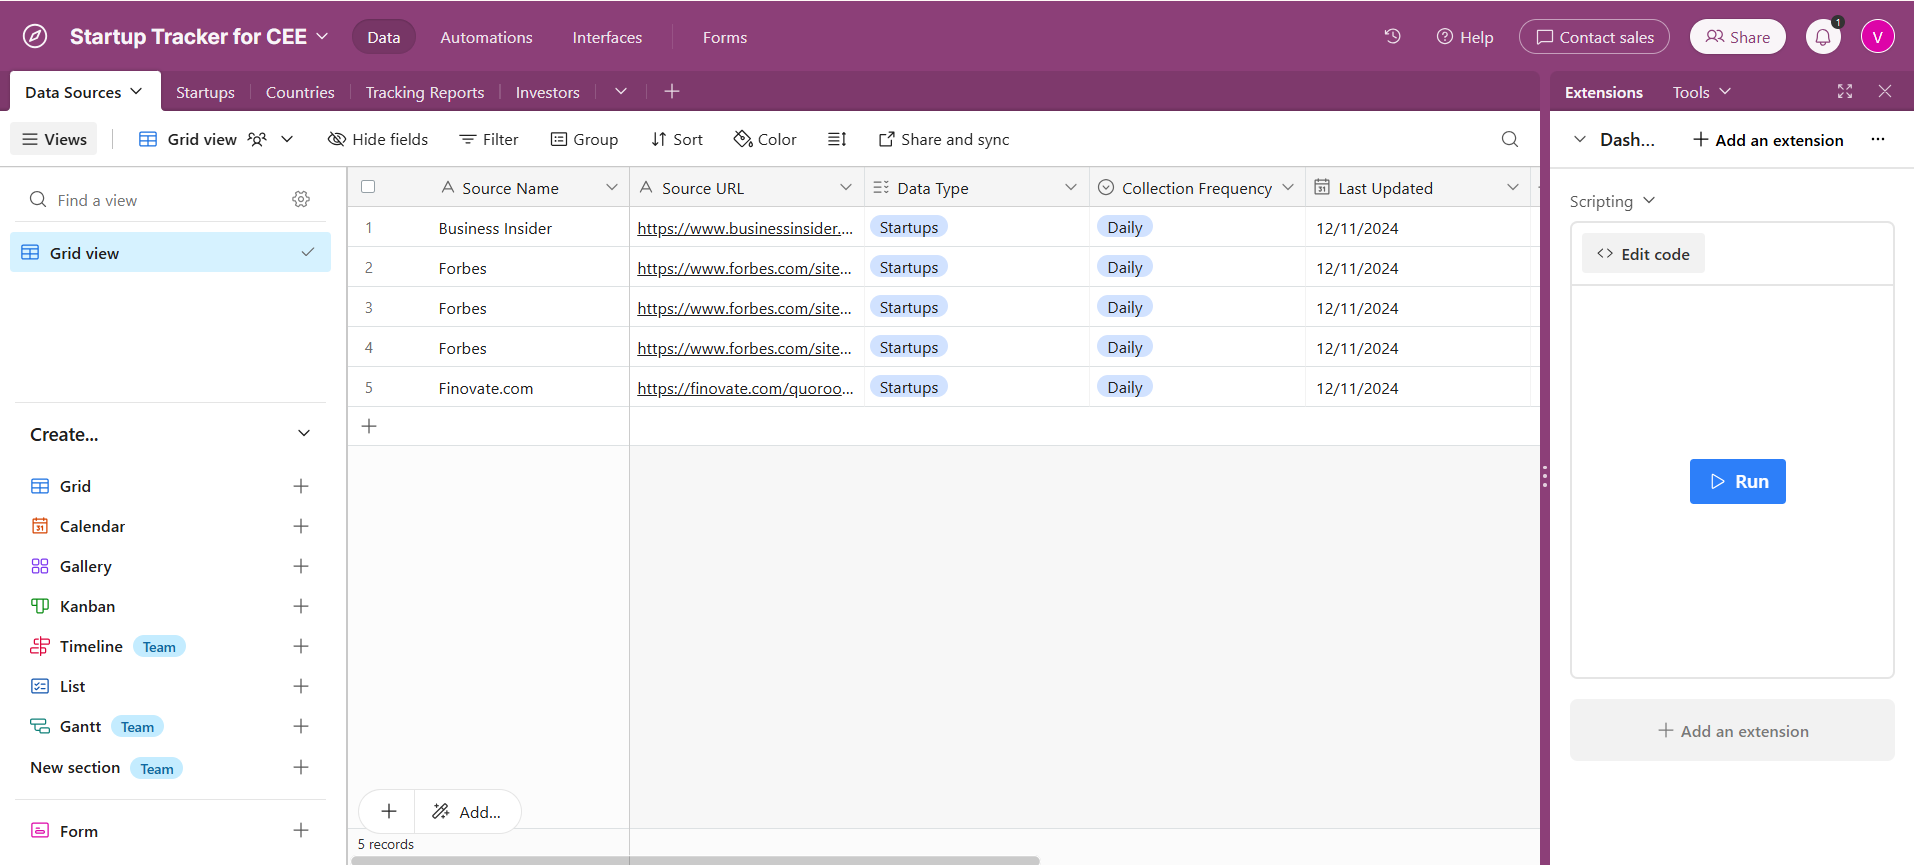 Startup Tracker for CEE
Data
Automations
Interfaces
Forms
Help
Contact sales
Share
1
V
Data Sources
Startups
Countries
Tracking Reports
Investors
Extensions
Tools
Views
Grid view
Hide fields
Filter
Group
Sort
Color
Share and sync
Dash...
Add an extension
Find a view
Grid view
Source Name
Source URL
Data Type
Collection Frequency
31 Last Updated
1 Business Insider https://www.businessinsider.... Startups Daily 12/11/2024
2 Forbes https://www.forbes.com/site... Startups Daily 12/11/2024
3 Forbes https://www.forbes.com/site... Startups Daily 12/11/2024
4 Forbes https://www.forbes.com/site... Startups Daily 12/11/2024
5 Finovate.com https://finovate.com/quoroo... Startups Daily 12/11/2024
Scripting
Edit code
Run
Add an extension
Create...
Grid
31 Calendar
Gallery
Kanban
Timeline Team
List
Gantt Team
New section Team
Form
Add...
5 records